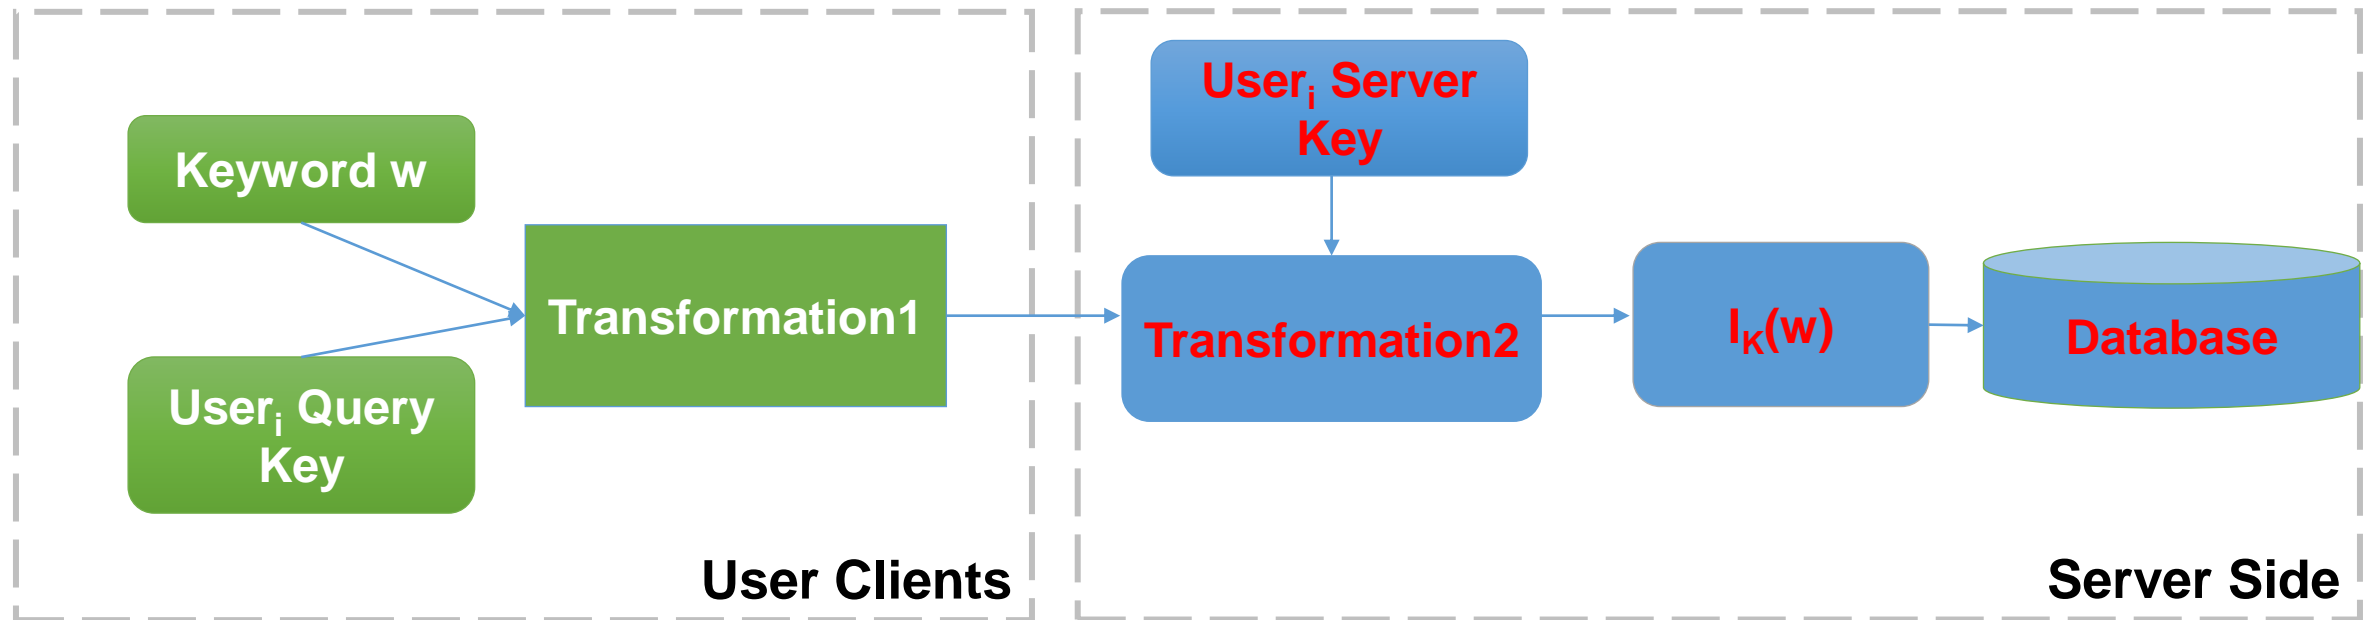 Keyword w
User_i Query
Key
Transformation1
User Clients
User_i Server
Key
Transformation2
I_K(w)
Database
Server Side